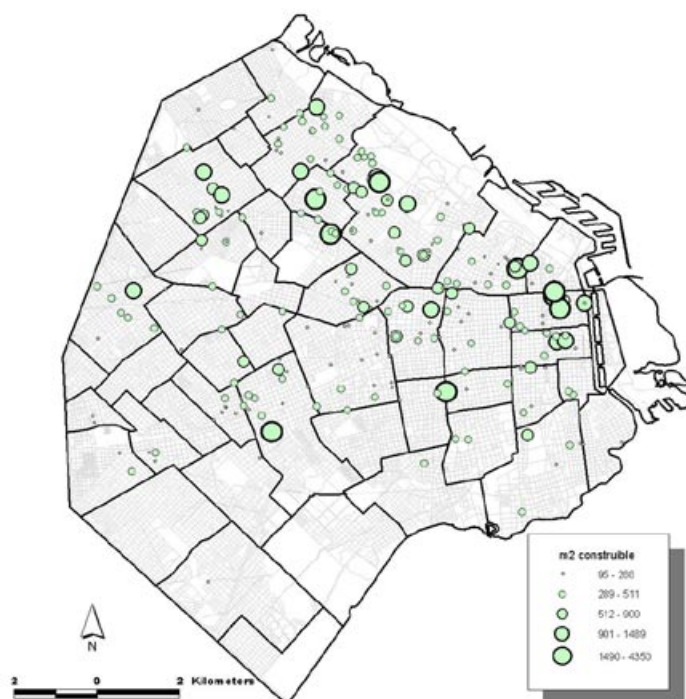 m2 construible
95 - 288
289 - 511
512 - 900
901 - 1489
1490 - 4350
N
2 0 2 Kilometers